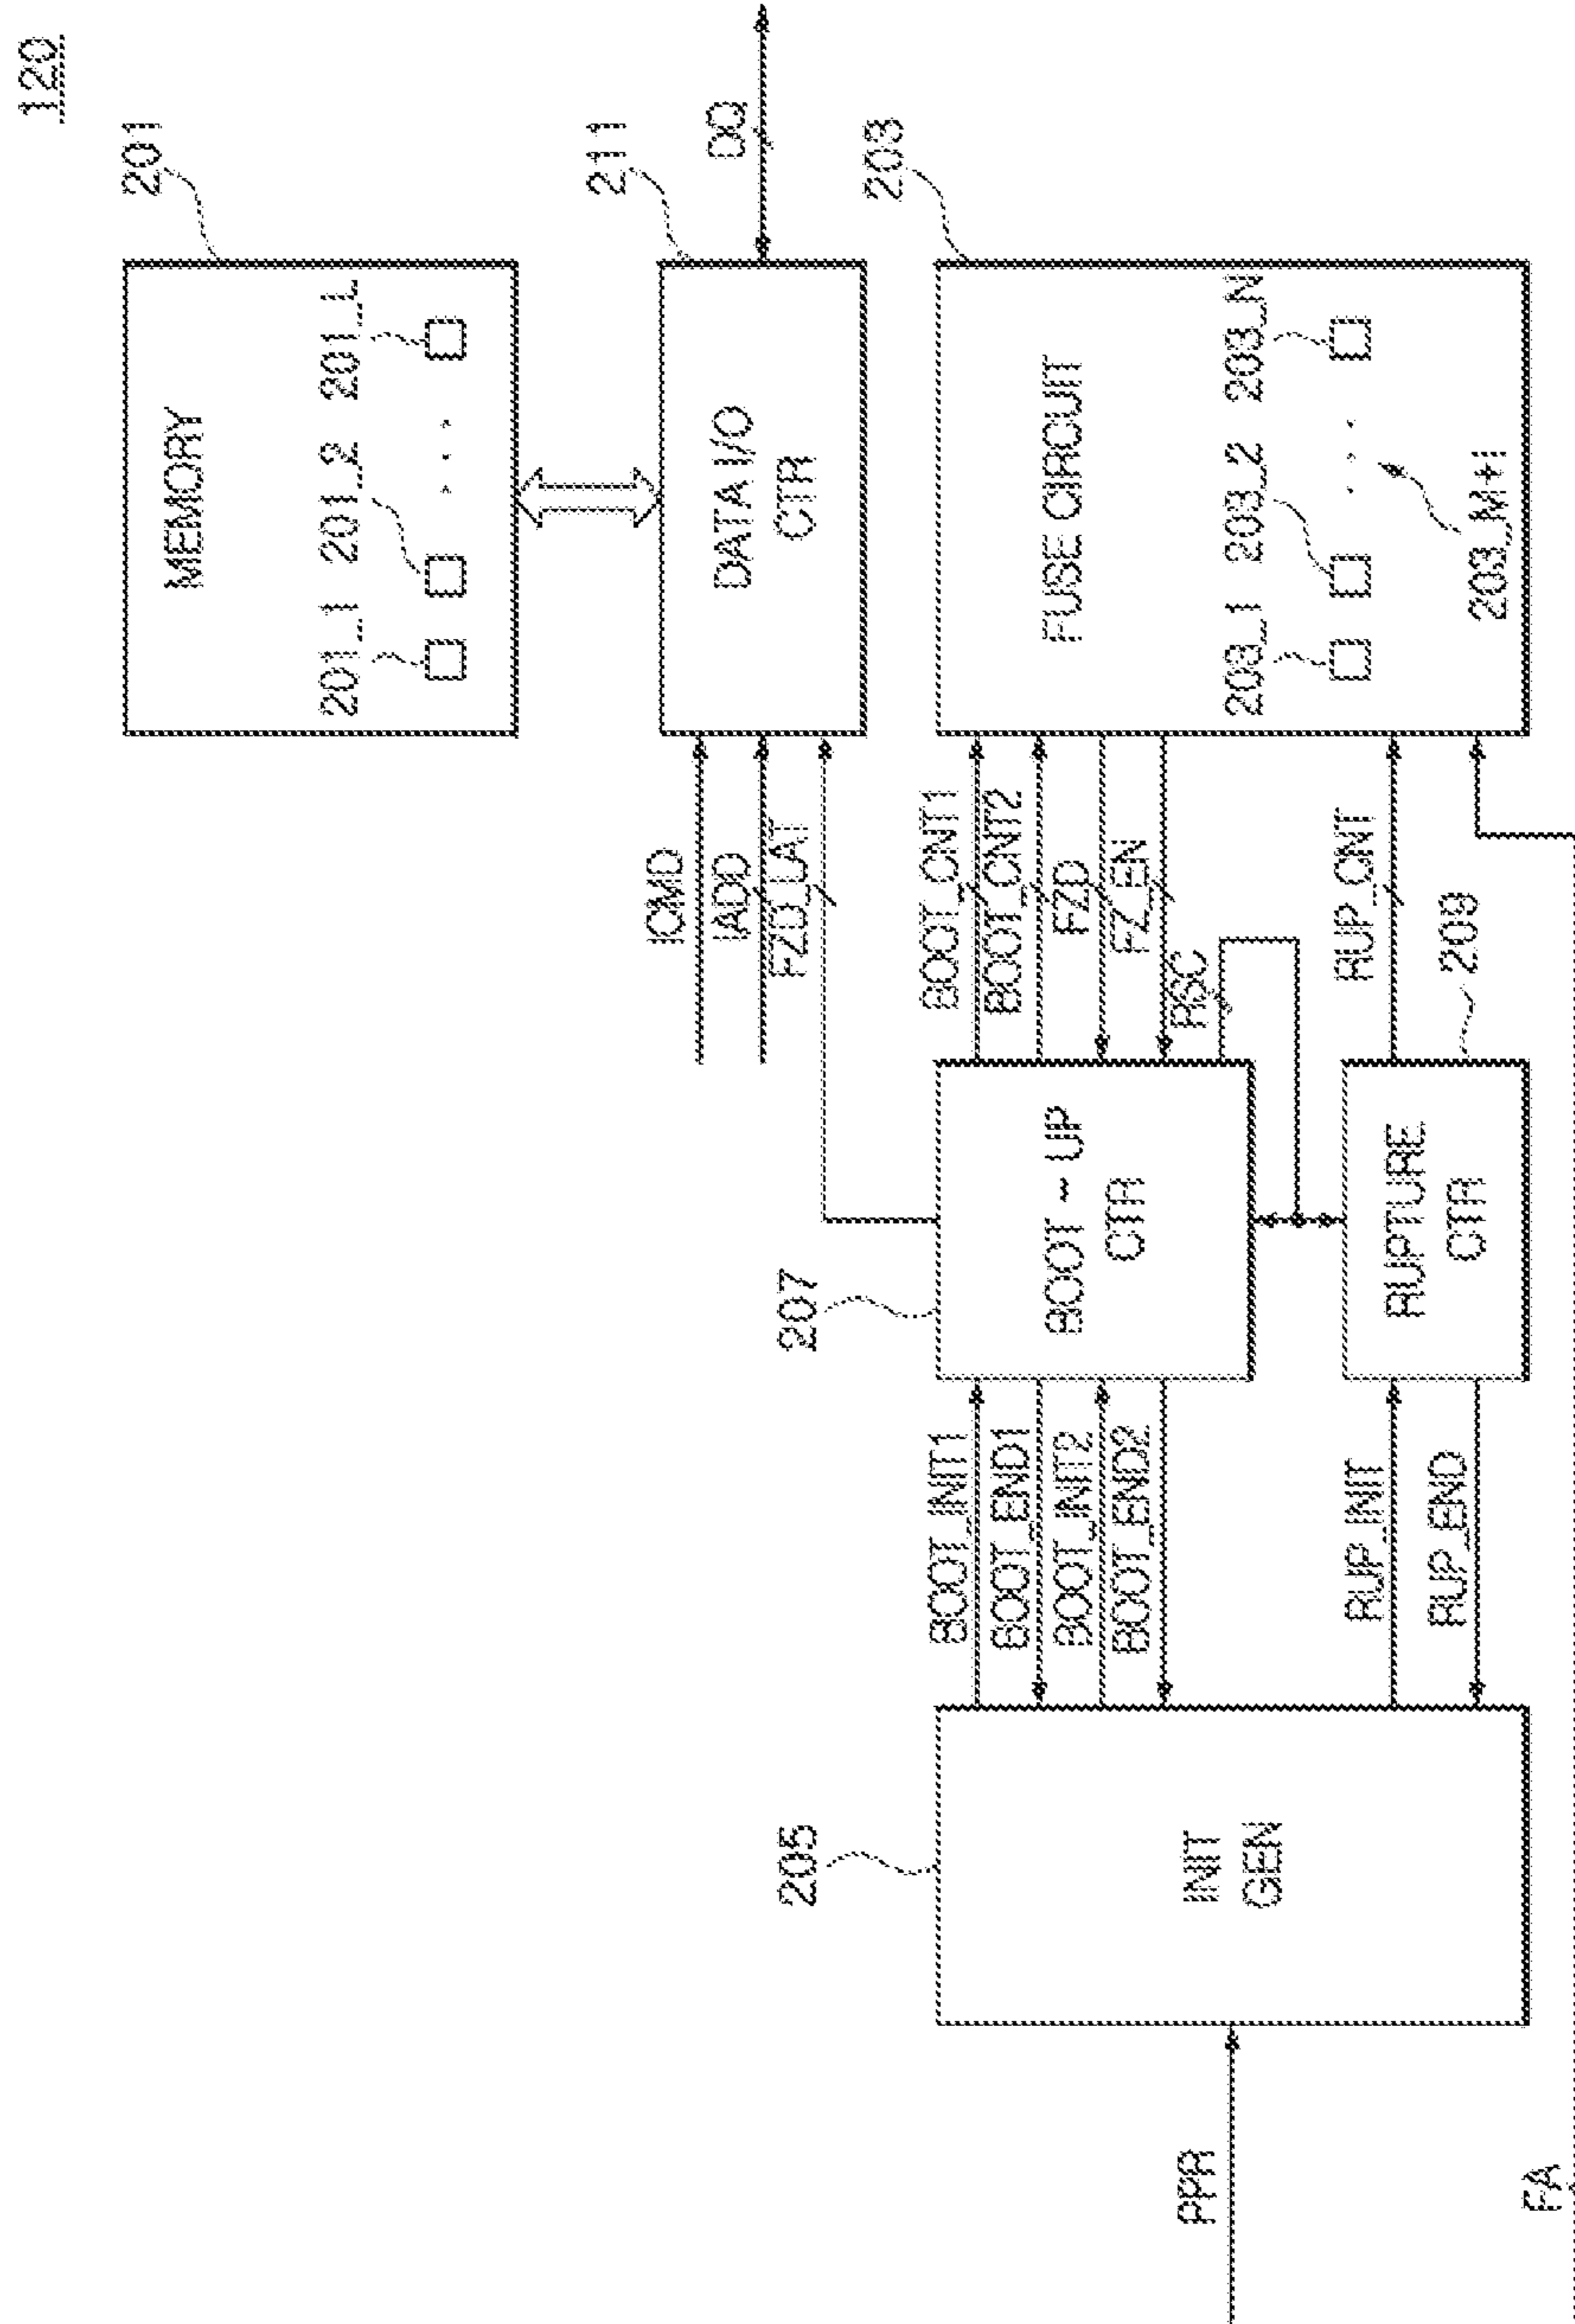 120
201
MEMORY
201_1 201_2 201_L
211
DATA I/O
CTR
DQ
ICMD
IADD
FZD_LAT
203
FUSE CIRCUIT
203_1 203_2 203_N
203_M+1
BOOT_CNT1
BOOT_CNT2
FZD
FZ_EN
RSC
RUP_CNT
209
207
BOOT - UP
CTR
RUPTURE
CTR
BOOT_INIT1
BOOT_END1
BOOT_INIT2
BOOT_END2
RUP_INIT
RUP_END
205
INIT
GEN
PPR
FA